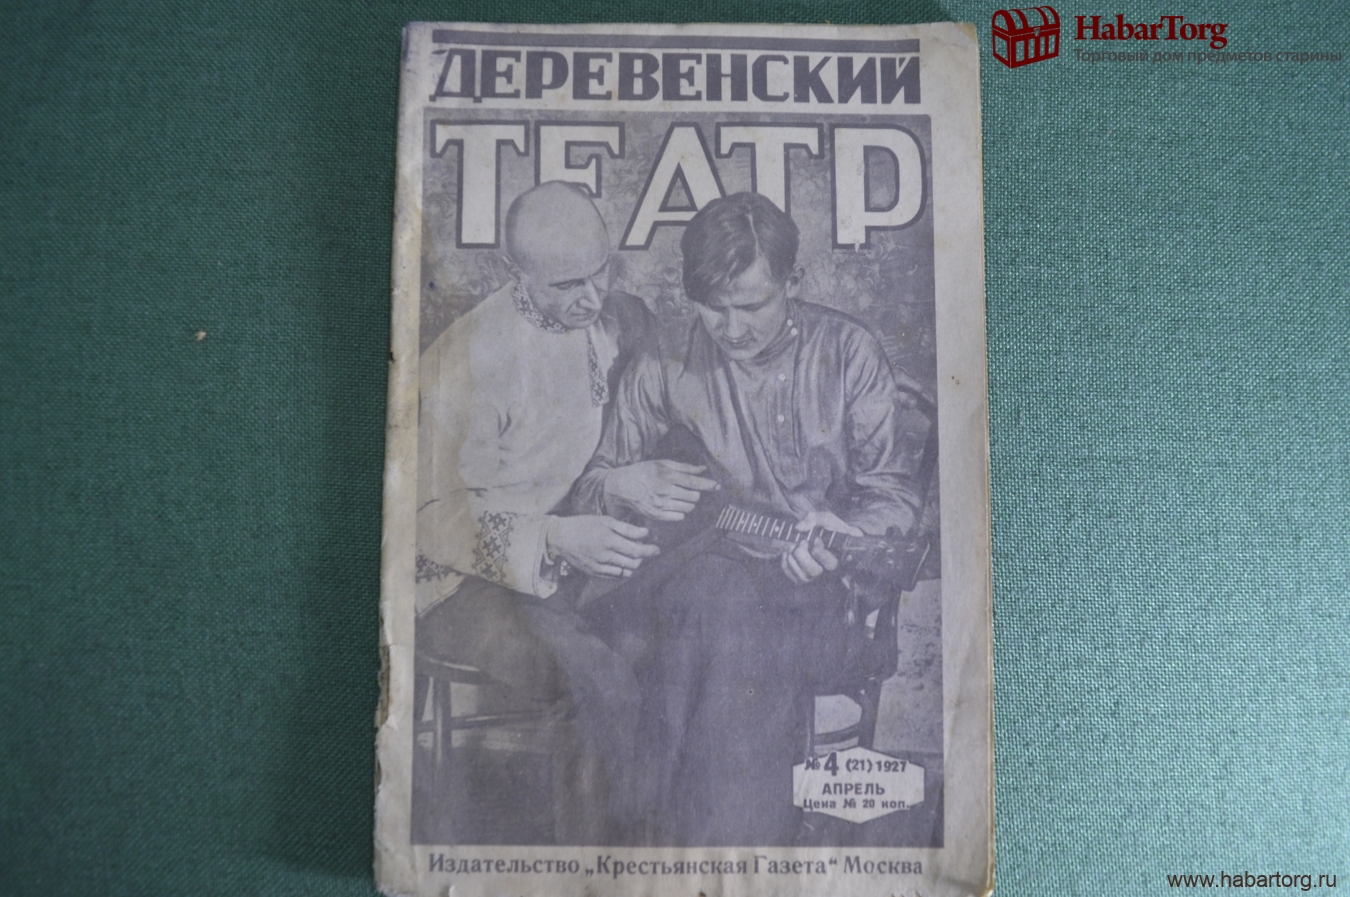 HabarTorg
Торговый дом предметов старины
ДЕРЕВЕНСКИЙ
ТЕАТР
№ 4 (21) 1927
АПРЕЛЬ
Цена № 20 коп.
Издательство „Крестьянская Газета“ Москва
www.habartorg.ru